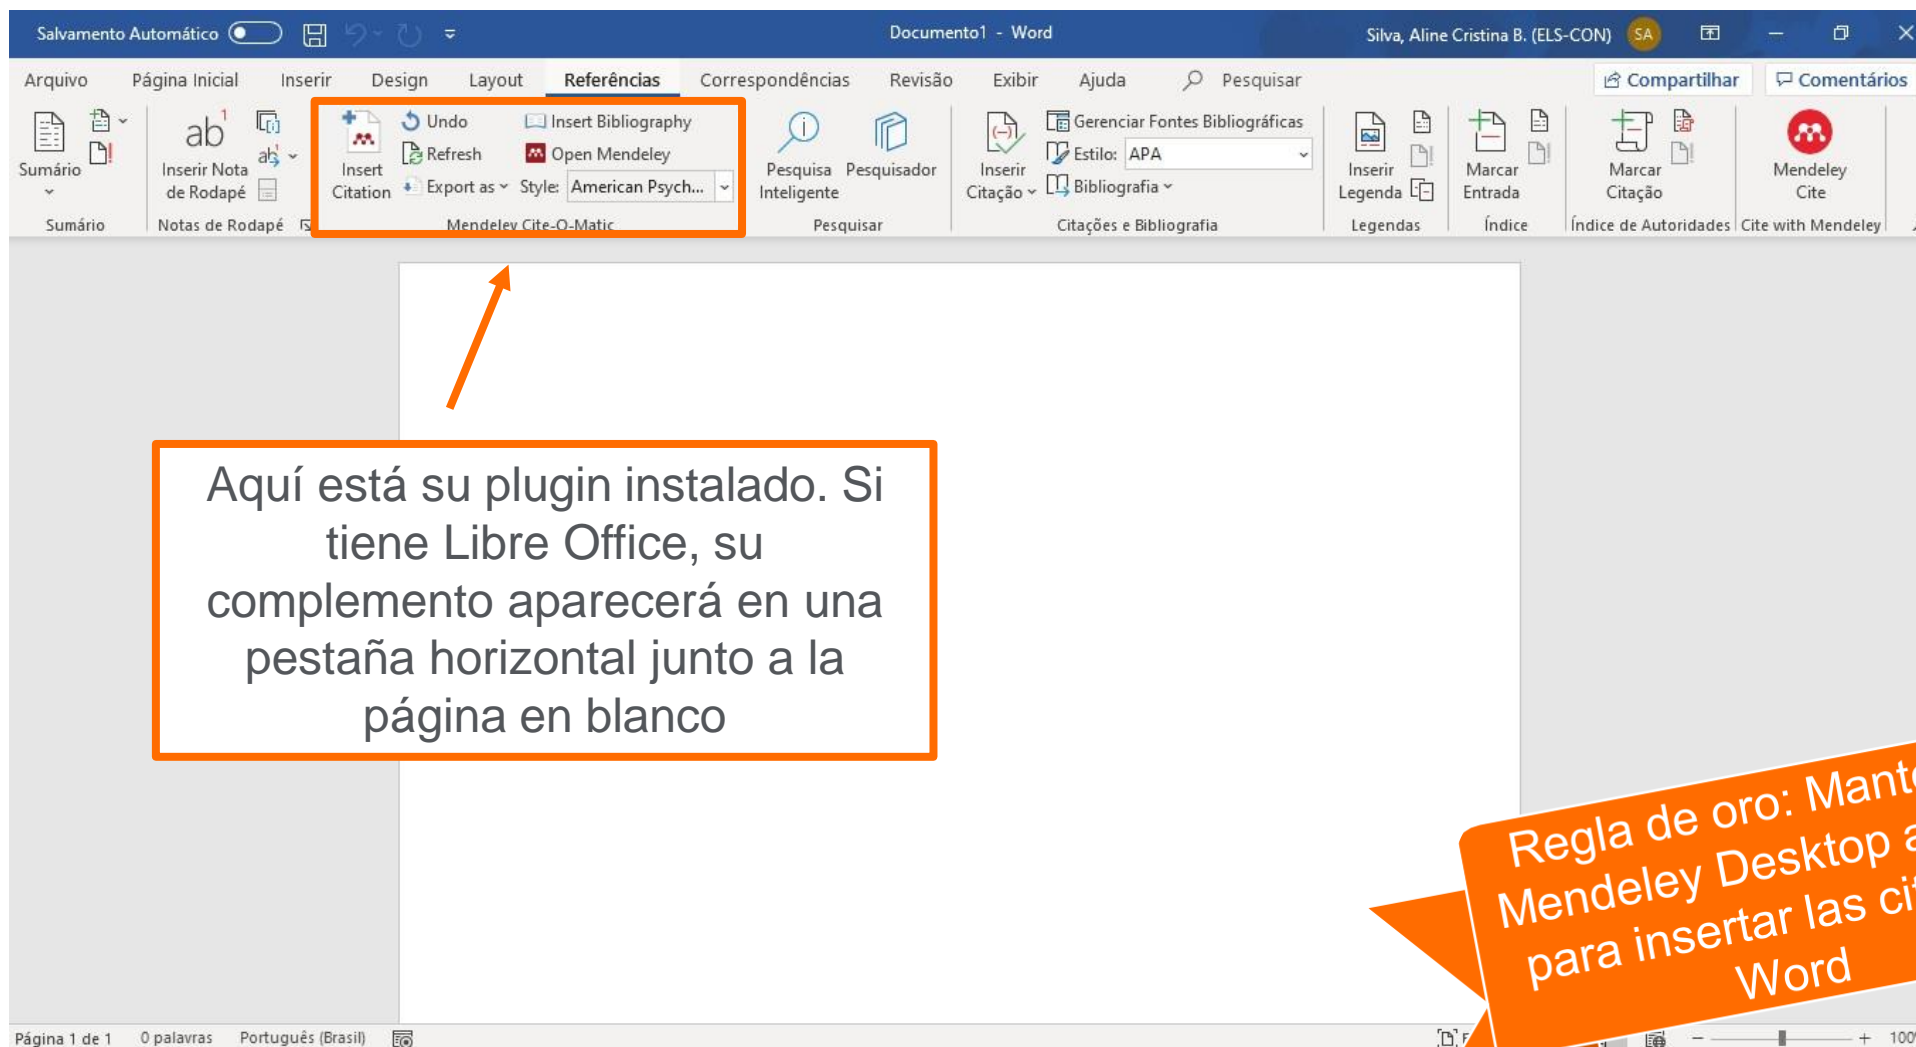 Salvamento Automático
Documento1 - Word
Silva, Aline Cristina B. (ELS-CON) SA
Arquivo Página Inicial Inserir Design Layout Referências Correspondências Revisão Exibir Ajuda Pesquisar Compartilhar Comentários
Sumário
Sumário
ab1
Inserir Nota
de Rodapé
Notas de Rodapé
Insert
Citation
Undo
Refresh
Export as
Insert Bibliography
Open Mendeley
Style: American Psych...
Mendeley Cite-O-Matic
Pesquisa
Inteligente
Pesquisador
Pesquisar
Inserir
Citação
Gerenciar Fontes Bibliográficas
Estilo: APA
Bibliografia
Citações e Bibliografia
Inserir
Legenda
Legendas
Marcar
Entrada
Índice
Marcar
Citação
Índice de Autoridades
Mendeley
Cite
Cite with Mendeley
Aquí está su plugin instalado. Si
tiene Libre Office, su
complemento aparecerá en una
pestaña horizontal junto a la
página en blanco
Regla de oro:
Mendeley Desktop
para insertar las
Word
Página 1 de 1 0 palavras Português (Brasil)